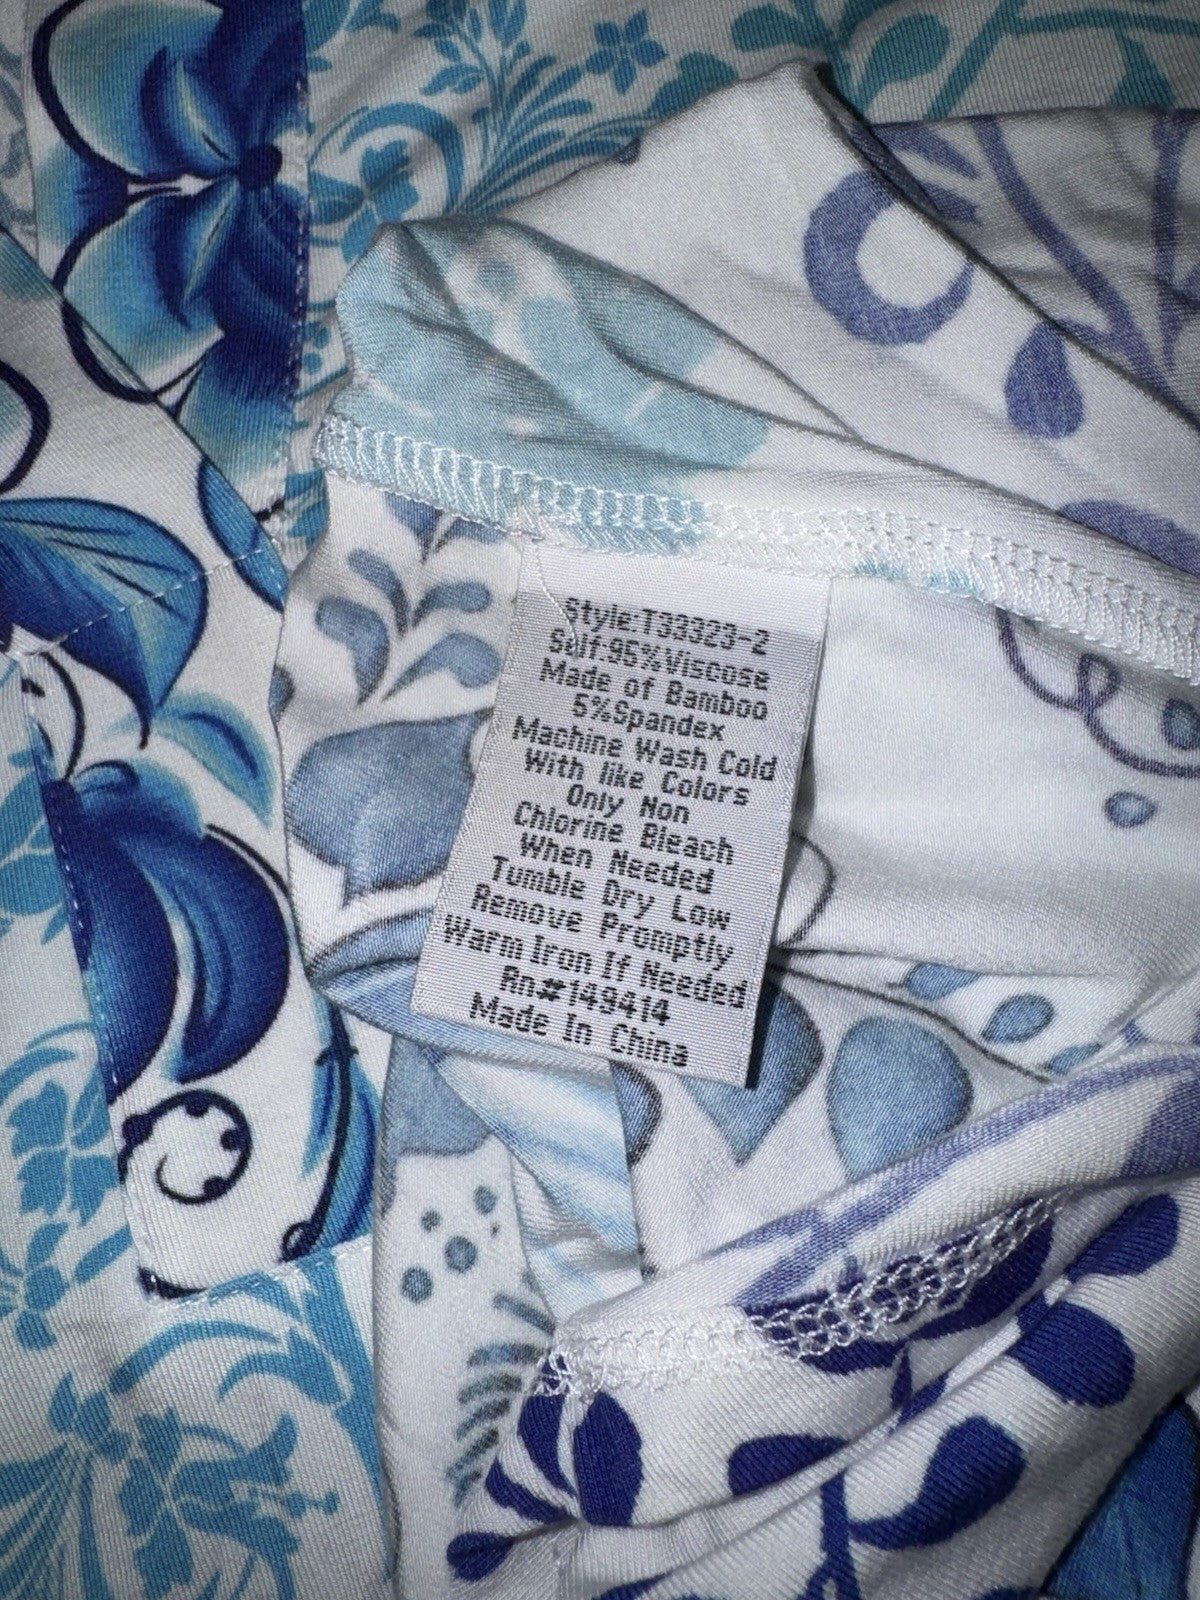 Style:T33323-2
Self:95%Viscose
Made of Bamboo
5%Spandex
Machine Wash Cold
With like Colors
Only Non
Chlorine Bleach
When Needed
Tumble Dry Low
Remove Promptly
Warm Iron If Needed
Rn#149414
Made In China